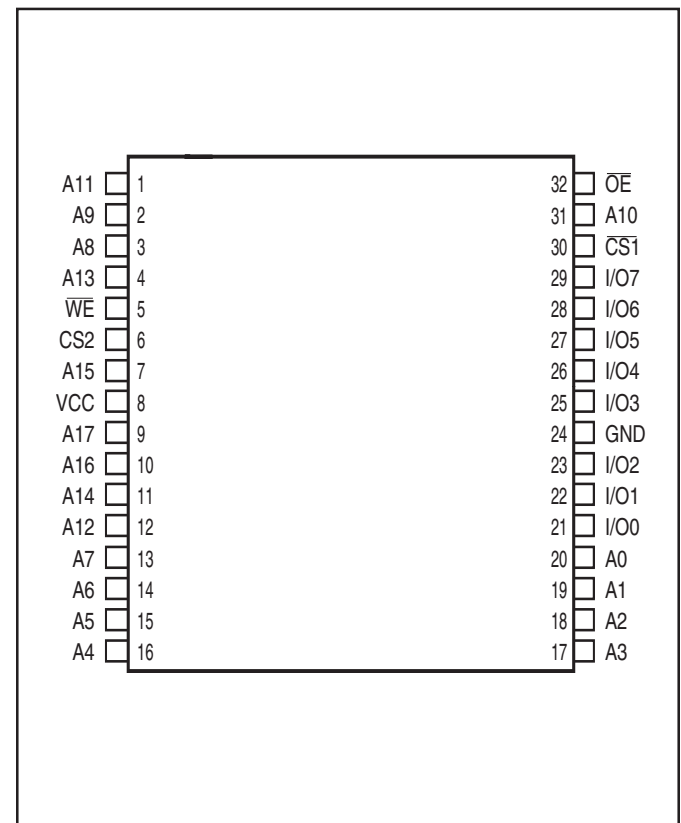 A11 1 32 O̅E̅
A9 2 31 A10
A8 3 30 C̅S̅1̅
A13 4 29 I/O7
W̅E̅ 5 28 I/O6
CS2 6 27 I/O5
A15 7 26 I/O4
VCC 8 25 I/O3
A17 9 24 GND
A16 10 23 I/O2
A14 11 22 I/O1
A12 12 21 I/O0
A7 13 20 A0
A6 14 19 A1
A5 15 18 A2
A4 16 17 A3